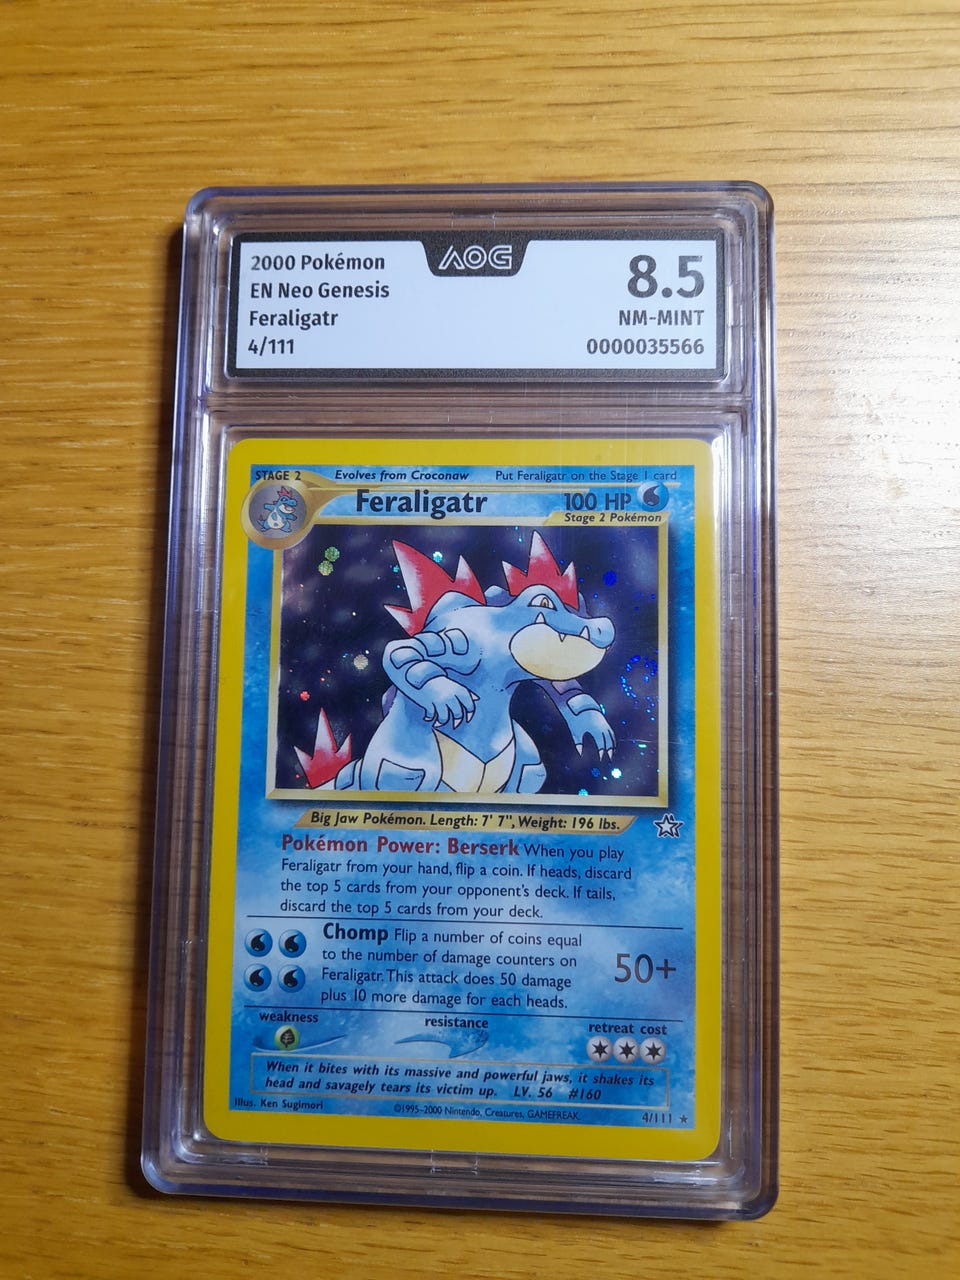 2000 Pokémon
EN Neo Genesis
Feraligatr
4/111
AOG
8.5
NM-MINT
0000035566
STAGE 2
Evolves from Croconaw
Put Feraligatr on the Stage 1 card
Feraligatr
100 HP
Stage 2 Pokémon
Big Jaw Pokémon. Length: 7' 7", Weight: 196 lbs.
Pokémon Power: Berserk When you play
Feraligatr from your hand, flip a coin. If heads, discard
the top 5 cards from your opponent's deck. If tails,
discard the top 5 cards from your deck.
Chomp Flip a number of coins equal
to the number of damage counters on
Feraligatr. This attack does 50 damage
plus 10 more damage for each heads.
50+
weakness
resistance
retreat cost
When it bites with its massive and powerful jaws, it shakes its
head and savagely tears its victim up. LV. 56 #160
Illus. Ken Sugimori
©1995-2000 Nintendo, Creatures, GAMEFREAK.
4/111 ★